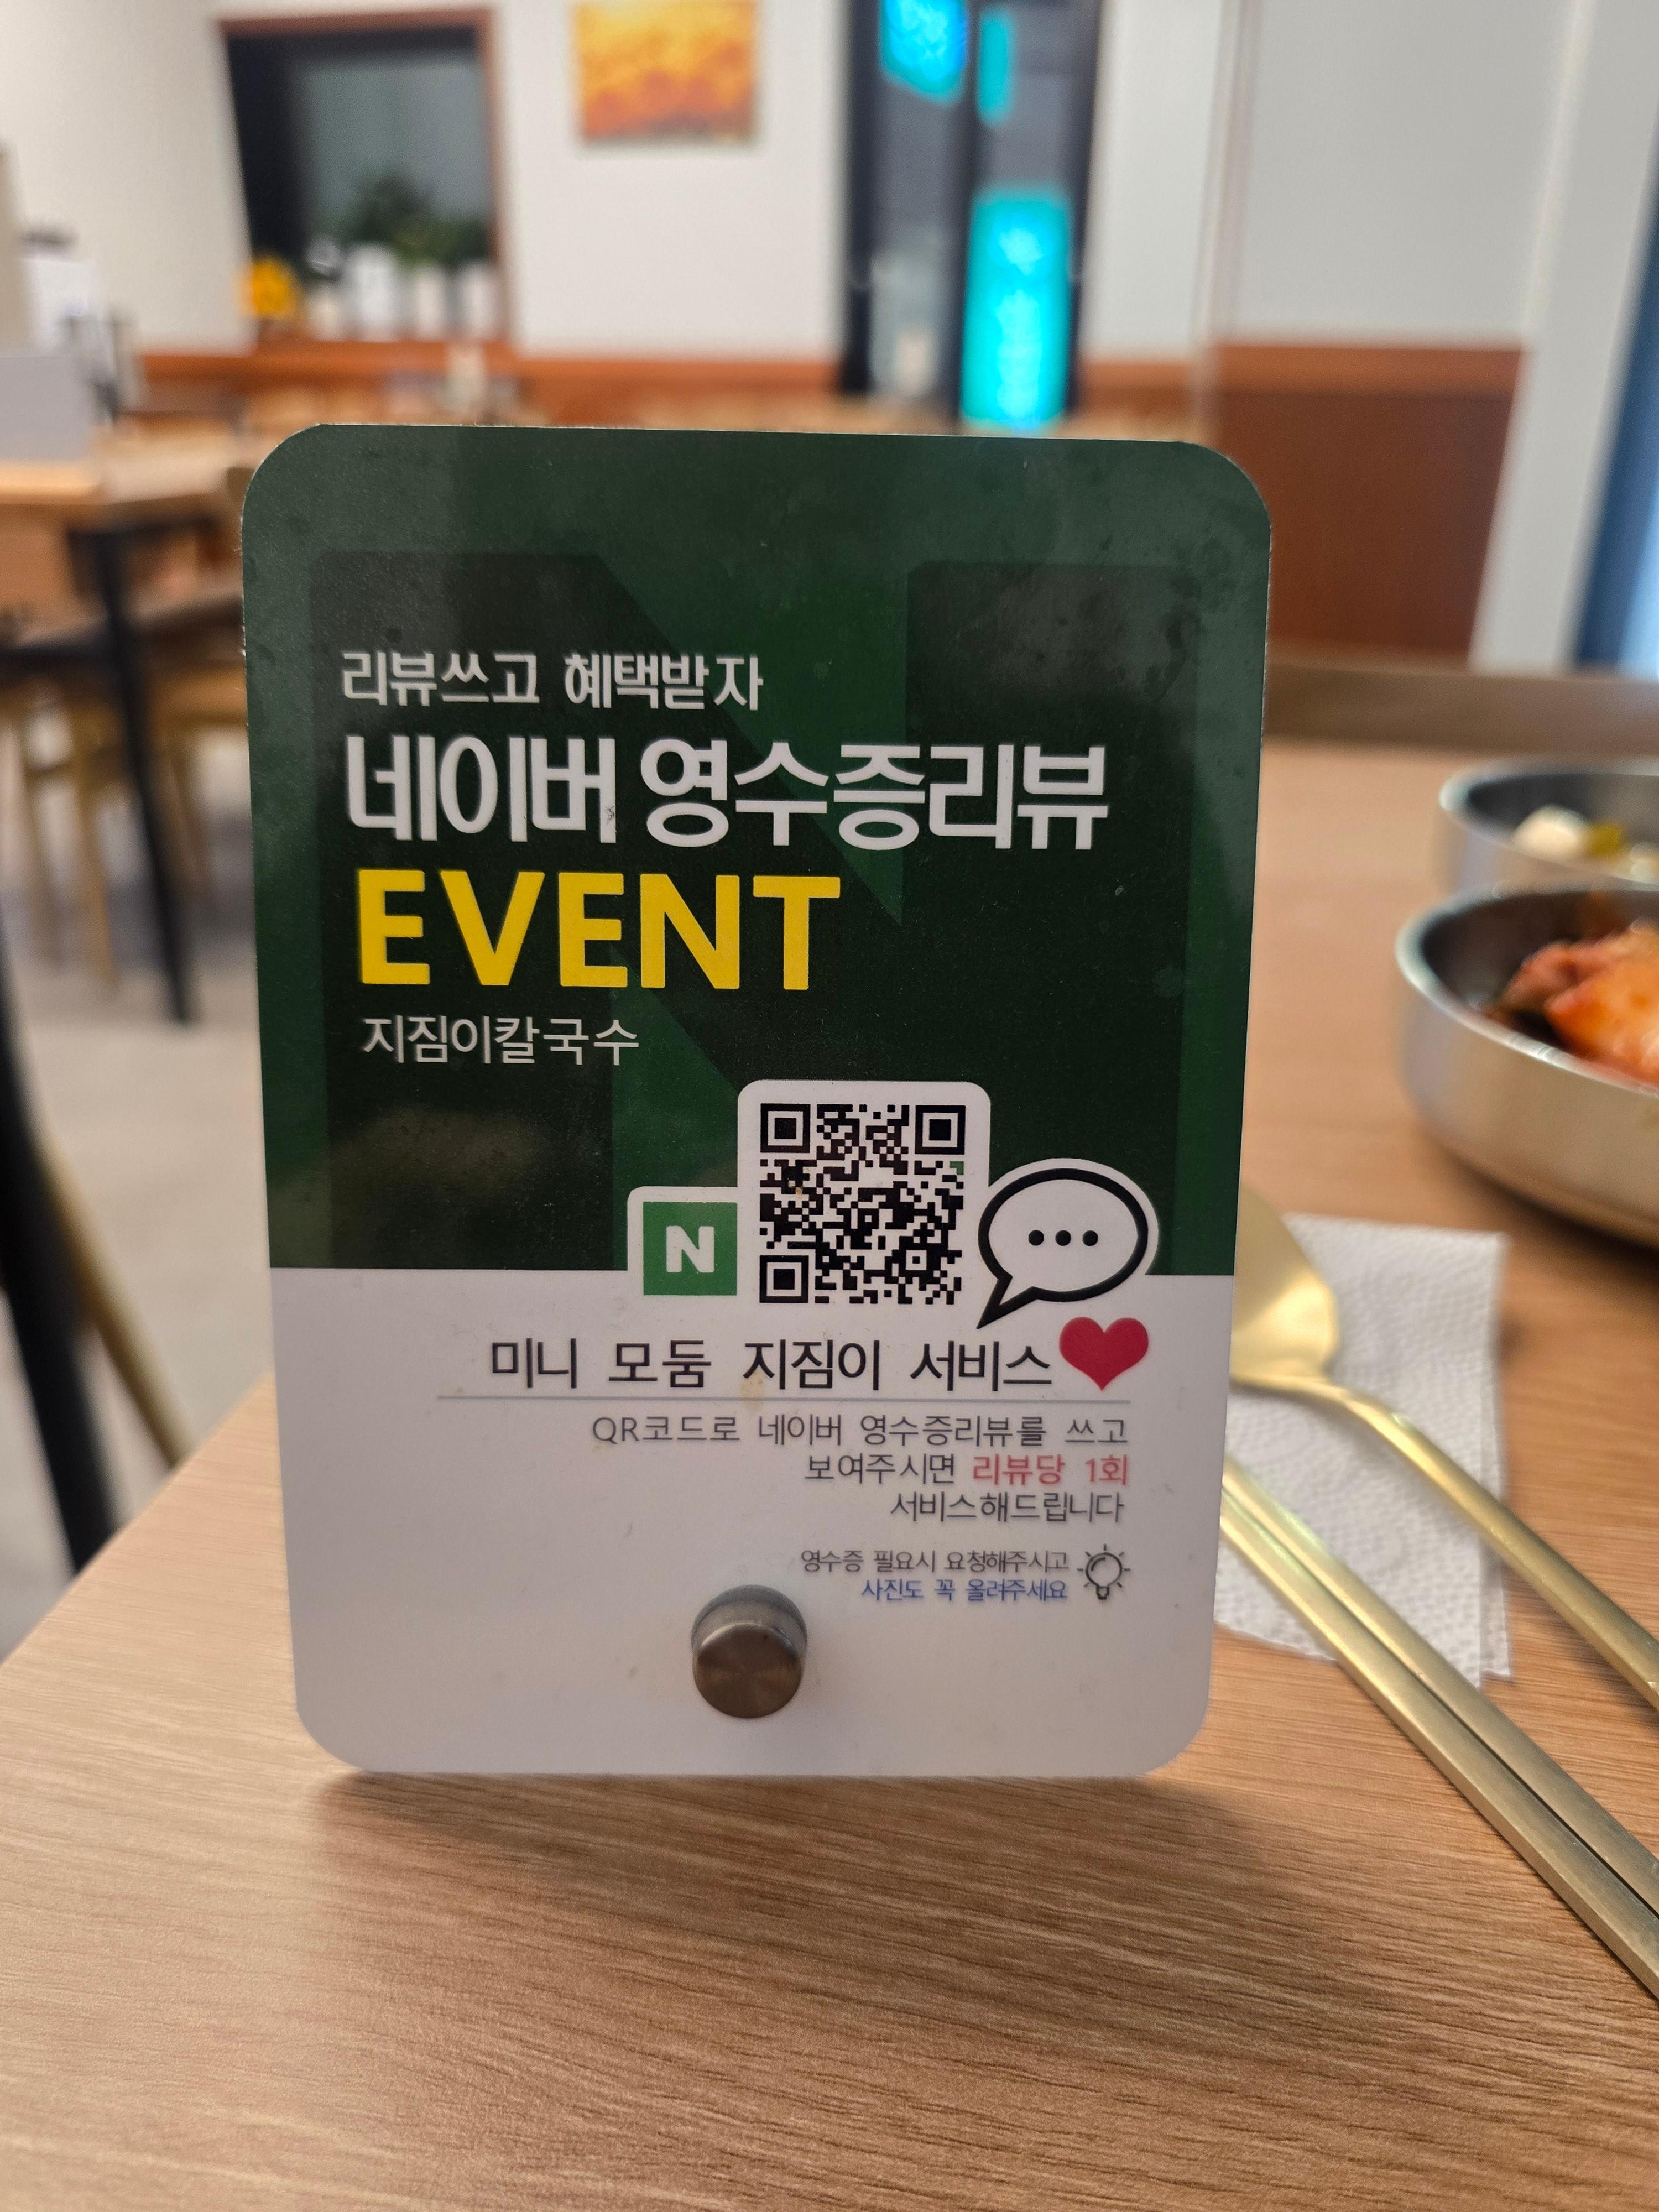 리뷰쓰고 혜택받자
네이버 영수증리뷰
EVENT
지짐이칼국수
N
미니 모둠 지짐이 서비스
QR코드로 네이버 영수증리뷰를 쓰고
보여주시면 리뷰당 1회
서비스해드립니다
영수증 필요시 요청해주시고
사진도 꼭 올려주세요